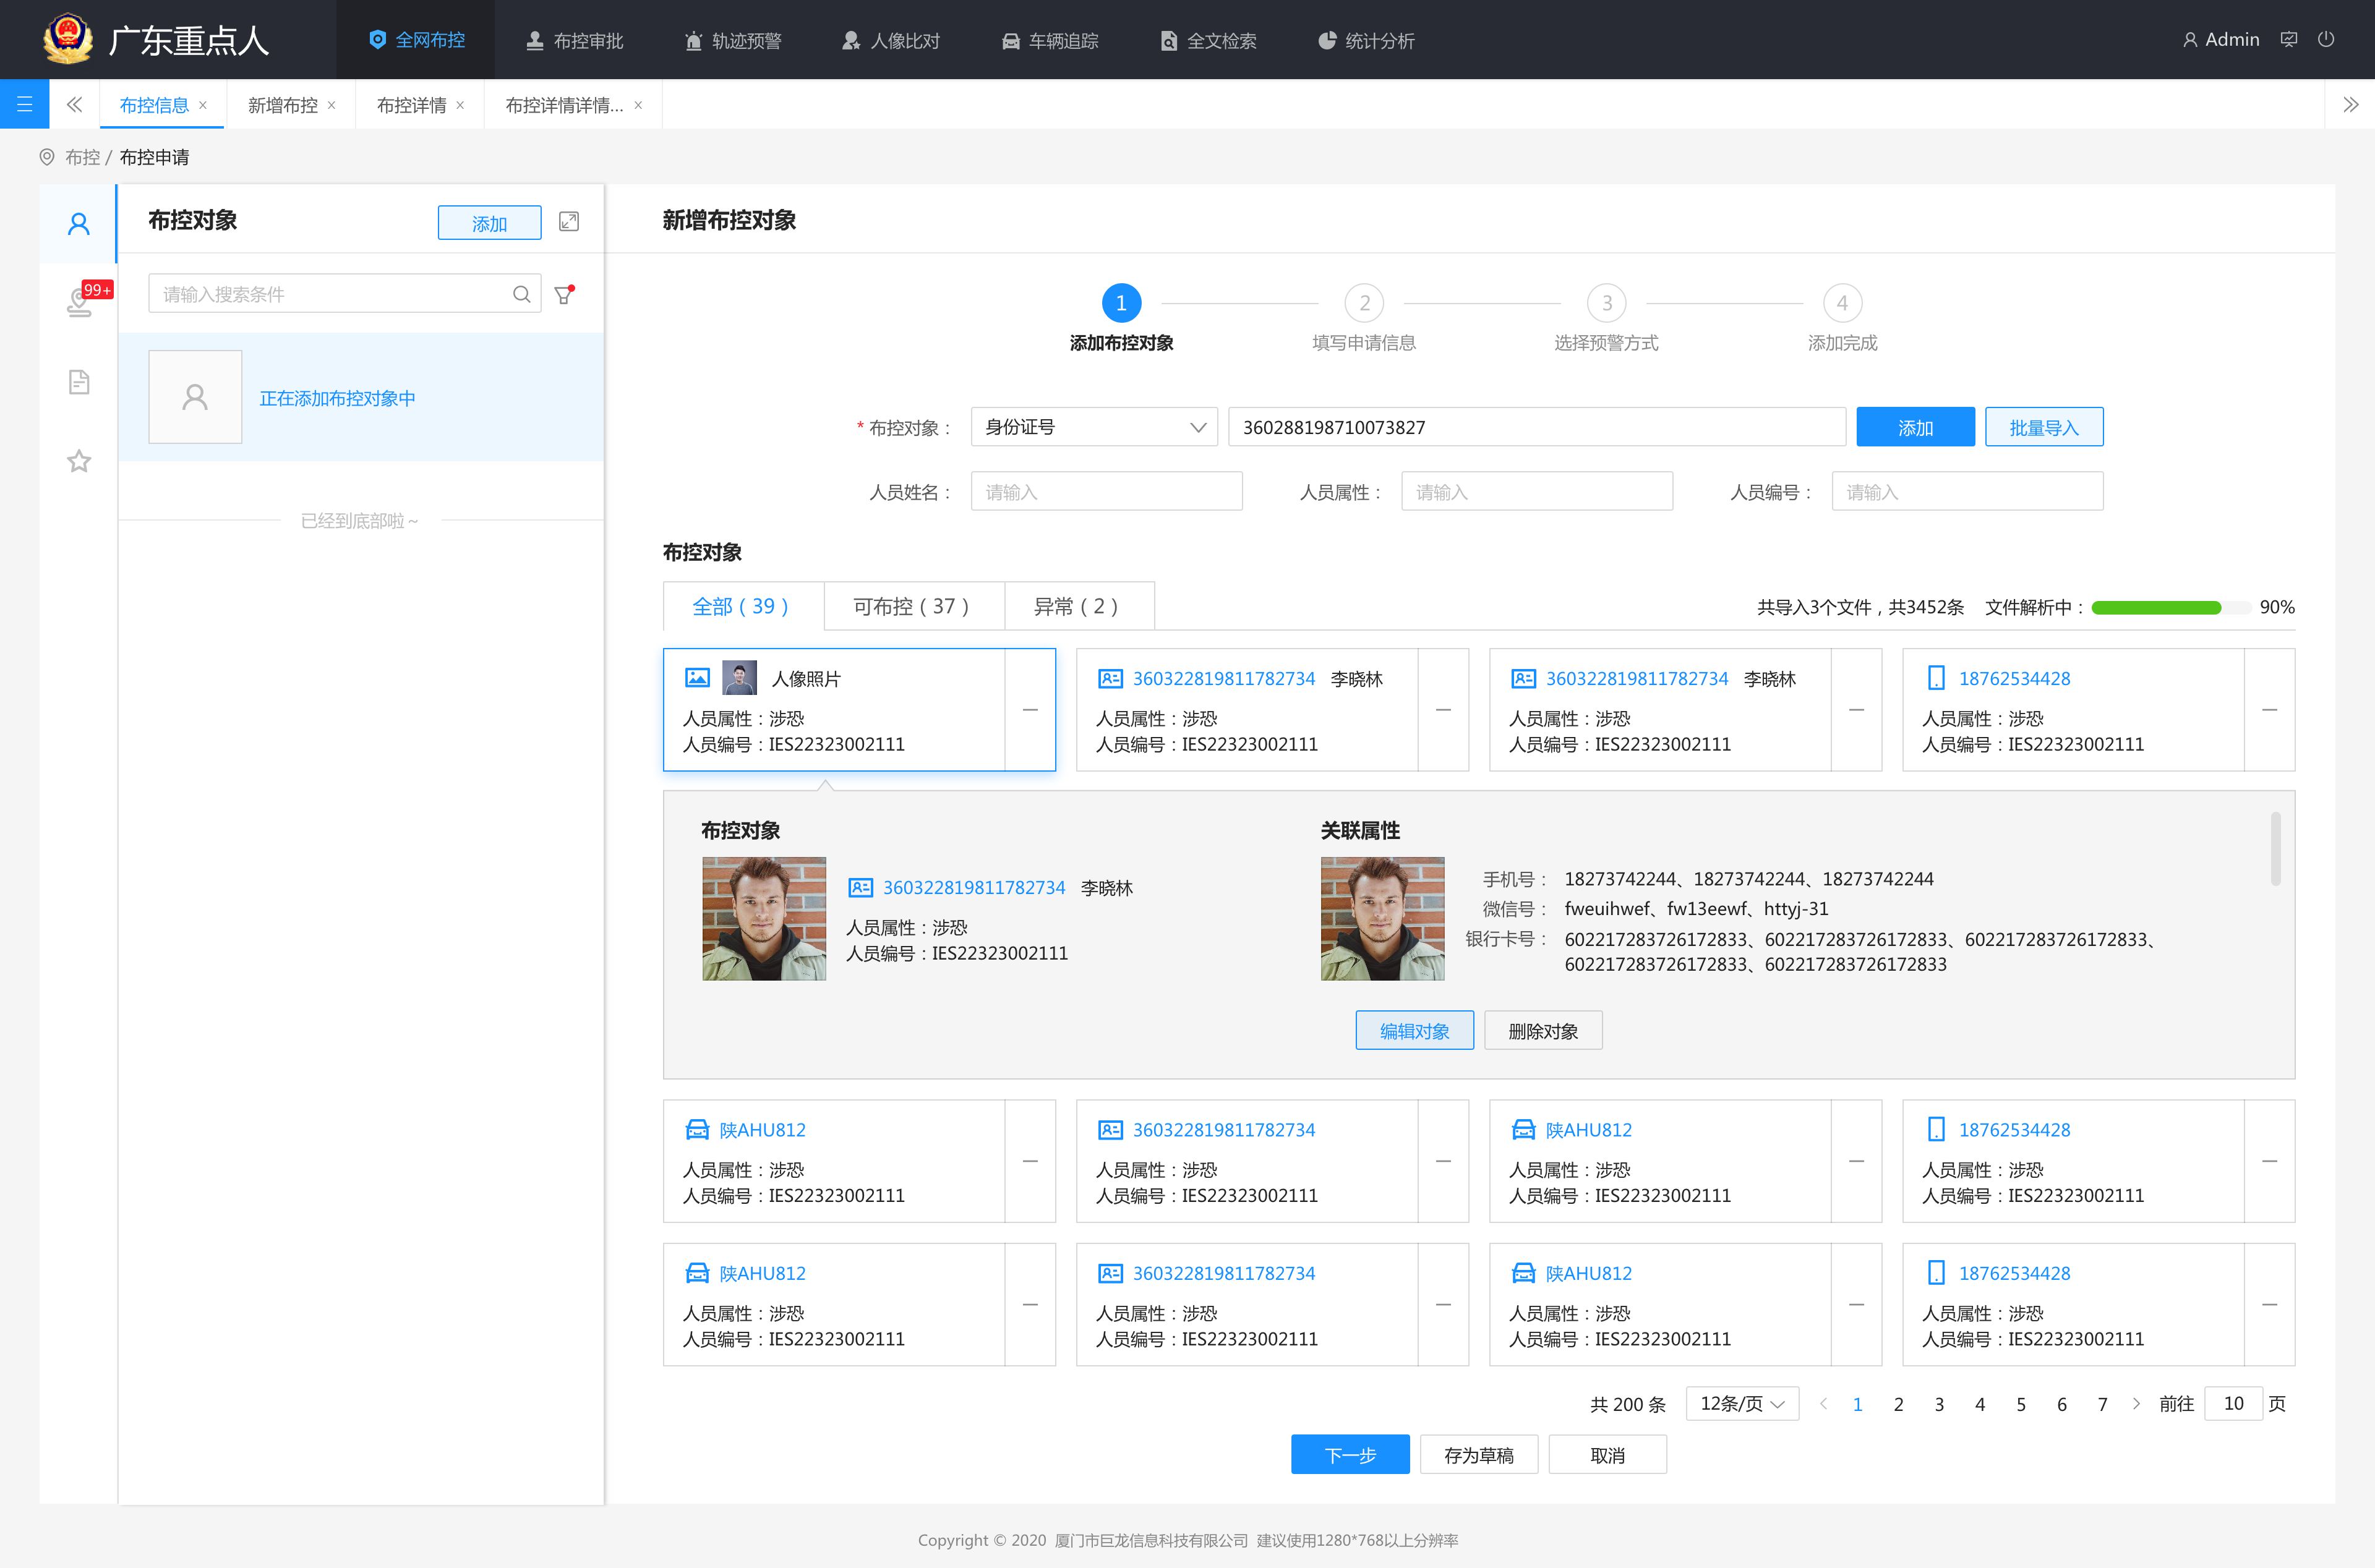 广东重点人
全网布控 布控审批 轨迹预警 人像比对 车辆追踪 全文检索 统计分析 Admin
布控信息 × 新增布控 × 布控详情 × 布控详情详情... ×
布控 / 布控申请
布控对象 添加
新增布控对象
99+
请输入搜索条件
正在添加布控对象中
已经到底部啦~
1 2 3 4
添加布控对象 填写申请信息 选择预警方式 添加完成
* 布控对象： 身份证号 360288198710073827 添加 批量导入
人员姓名： 请输入 人员属性： 请输入 人员编号： 请输入
布控对象
全部（39） 可布控（37） 异常（2） 共导入3个文件，共3452条 文件解析中： 90%
人像照片 360322819811782734 李晓林 360322819811782734 李晓林 18762534428
人员属性：涉恐 人员属性：涉恐 人员属性：涉恐 人员属性：涉恐
人员编号：IES22323002111 人员编号：IES22323002111 人员编号：IES22323002111 人员编号：IES22323002111
布控对象 关联属性
360322819811782734 李晓林
人员属性：涉恐
人员编号：IES22323002111
手机号： 18273742244、18273742244、18273742244
微信号： fweuihwef、fw13eewf、httyj-31
银行卡号： 602217283726172833、602217283726172833、602217283726172833、
602217283726172833、602217283726172833
编辑对象 删除对象
陕AHU812 360322819811782734 陕AHU812 18762534428
人员属性：涉恐 人员属性：涉恐 人员属性：涉恐 人员属性：涉恐
人员编号：IES22323002111 人员编号：IES22323002111 人员编号：IES22323002111 人员编号：IES22323002111
陕AHU812 360322819811782734 陕AHU812 18762534428
人员属性：涉恐 人员属性：涉恐 人员属性：涉恐 人员属性：涉恐
人员编号：IES22323002111 人员编号：IES22323002111 人员编号：IES22323002111 人员编号：IES22323002111
共 200 条 12条/页 1 2 3 4 5 6 7 前往 10 页
下一步 存为草稿 取消
Copyright © 2020 厦门市巨龙信息科技有限公司 建议使用1280*768以上分辨率